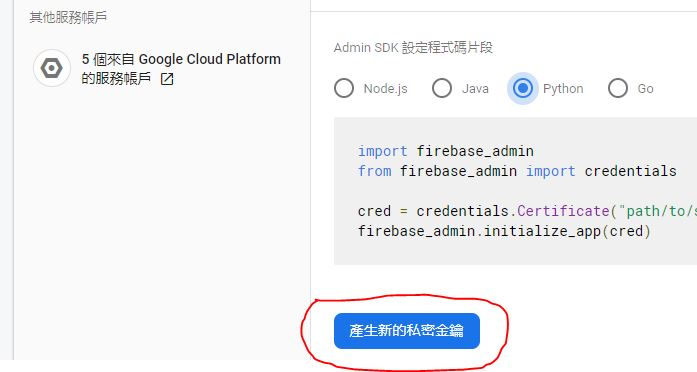 其他服務帳戶
5 個來自 Google Cloud Platform
的服務帳戶
Admin SDK 設定程式碼片段
Node.js Java Python Go
import firebase_admin
from firebase_admin import credentials
cred = credentials.Certificate("path/to/s
firebase_admin.initialize_app(cred)
產生新的私密金鑰